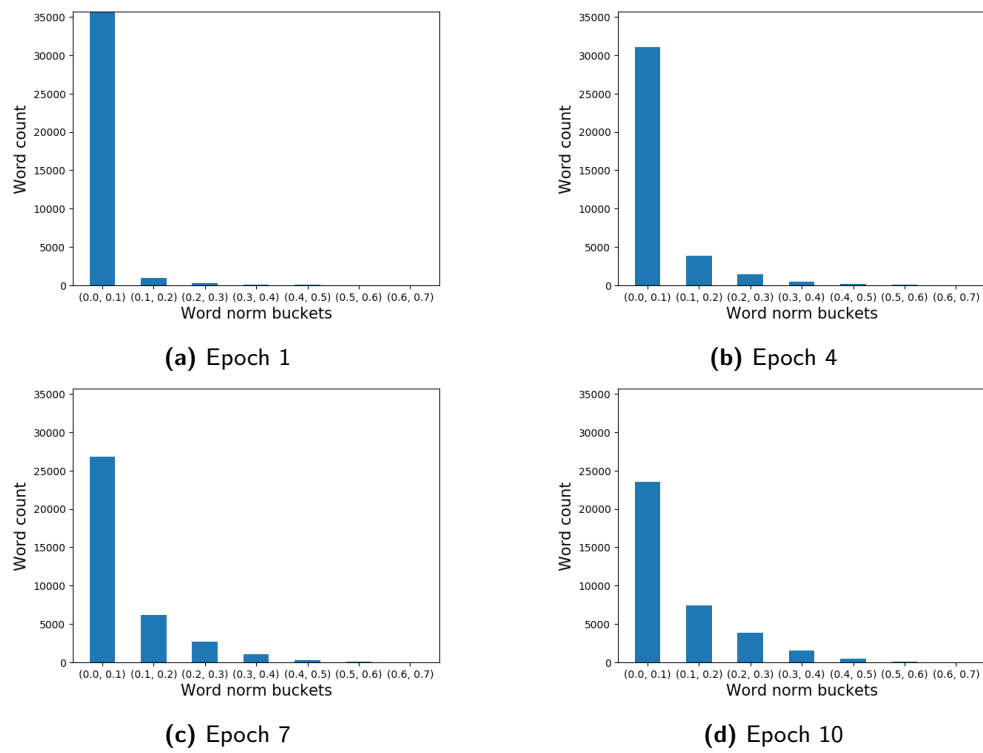 35000
30000
25000
20000
15000
10000
5000
0
Word count
(0.0, 0.1) (0.1, 0.2) (0.2, 0.3) (0.3, 0.4) (0.4, 0.5) (0.5, 0.6) (0.6, 0.7)
Word norm buckets
(a) Epoch 1
35000
30000
25000
20000
15000
10000
5000
0
Word count
(0.0, 0.1) (0.1, 0.2) (0.2, 0.3) (0.3, 0.4) (0.4, 0.5) (0.5, 0.6) (0.6, 0.7)
Word norm buckets
(b) Epoch 4
35000
30000
25000
20000
15000
10000
5000
0
Word count
(0.0, 0.1) (0.1, 0.2) (0.2, 0.3) (0.3, 0.4) (0.4, 0.5) (0.5, 0.6) (0.6, 0.7)
Word norm buckets
(c) Epoch 7
35000
30000
25000
20000
15000
10000
5000
0
Word count
(0.0, 0.1) (0.1, 0.2) (0.2, 0.3) (0.3, 0.4) (0.4, 0.5) (0.5, 0.6) (0.6, 0.7)
Word norm buckets
(d) Epoch 10